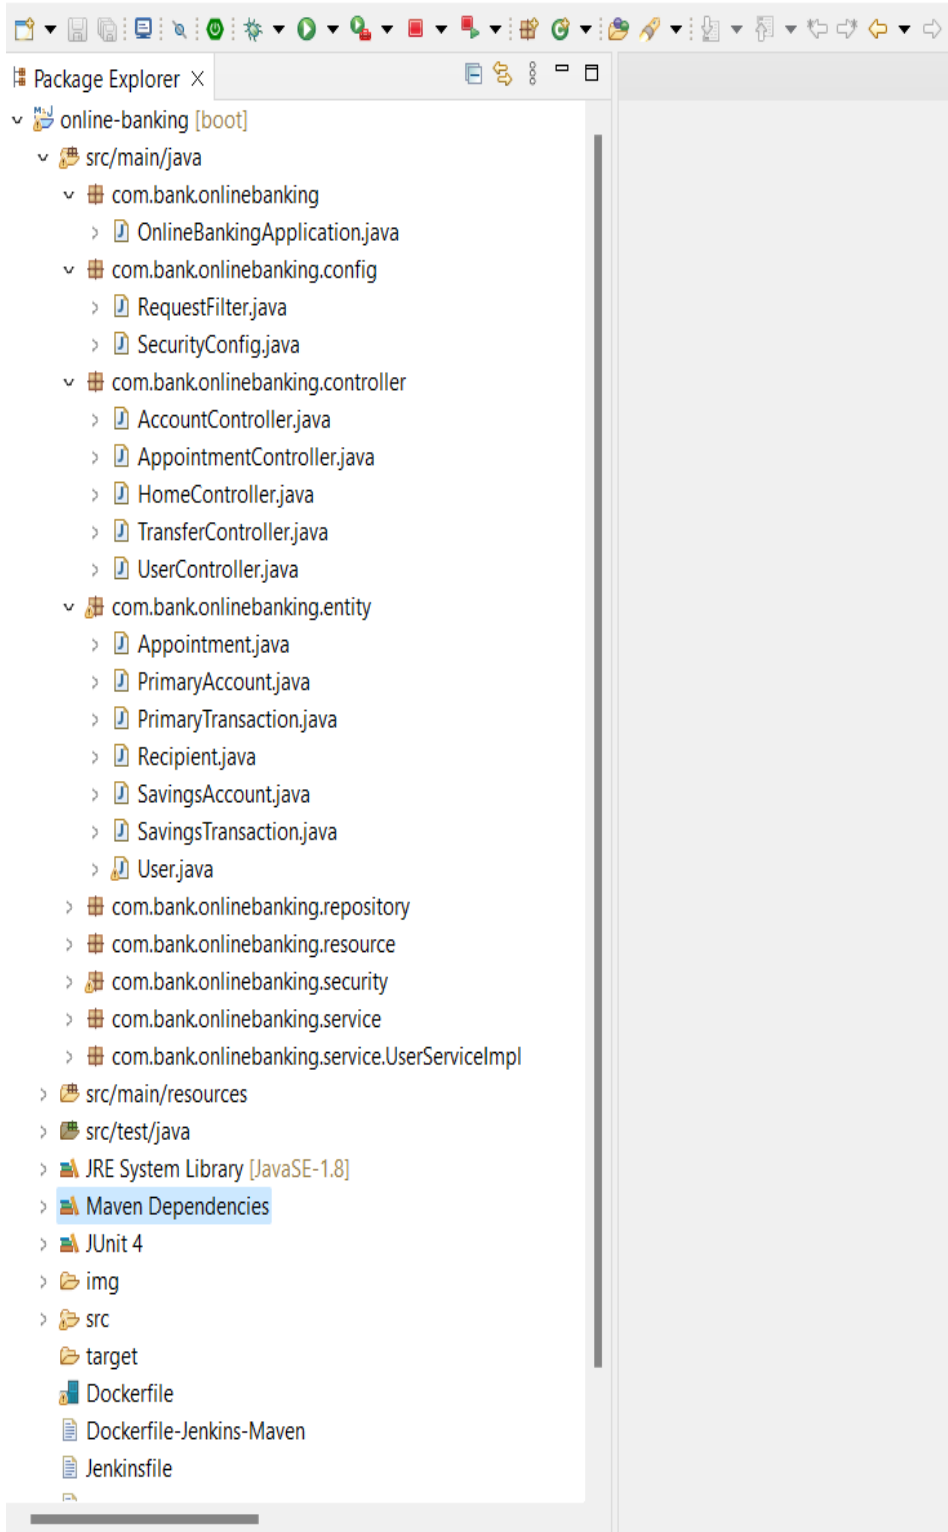 Package Explorer
online-banking [boot]
src/main/java
com.bank.onlinebanking
OnlineBankingApplication.java
com.bank.onlinebanking.config
RequestFilter.java
SecurityConfig.java
com.bank.onlinebanking.controller
AccountController.java
AppointmentController.java
HomeController.java
TransferController.java
UserController.java
com.bank.onlinebanking.entity
Appointment.java
PrimaryAccount.java
PrimaryTransaction.java
Recipient.java
SavingsAccount.java
SavingsTransaction.java
User.java
com.bank.onlinebanking.repository
com.bank.onlinebanking.resource
com.bank.onlinebanking.security
com.bank.onlinebanking.service
com.bank.onlinebanking.service.UserServiceImpl
src/main/resources
src/test/java
JRE System Library [JavaSE-1.8]
Maven Dependencies
JUnit 4
img
src
target
Dockerfile
Dockerfile-Jenkins-Maven
Jenkinsfile